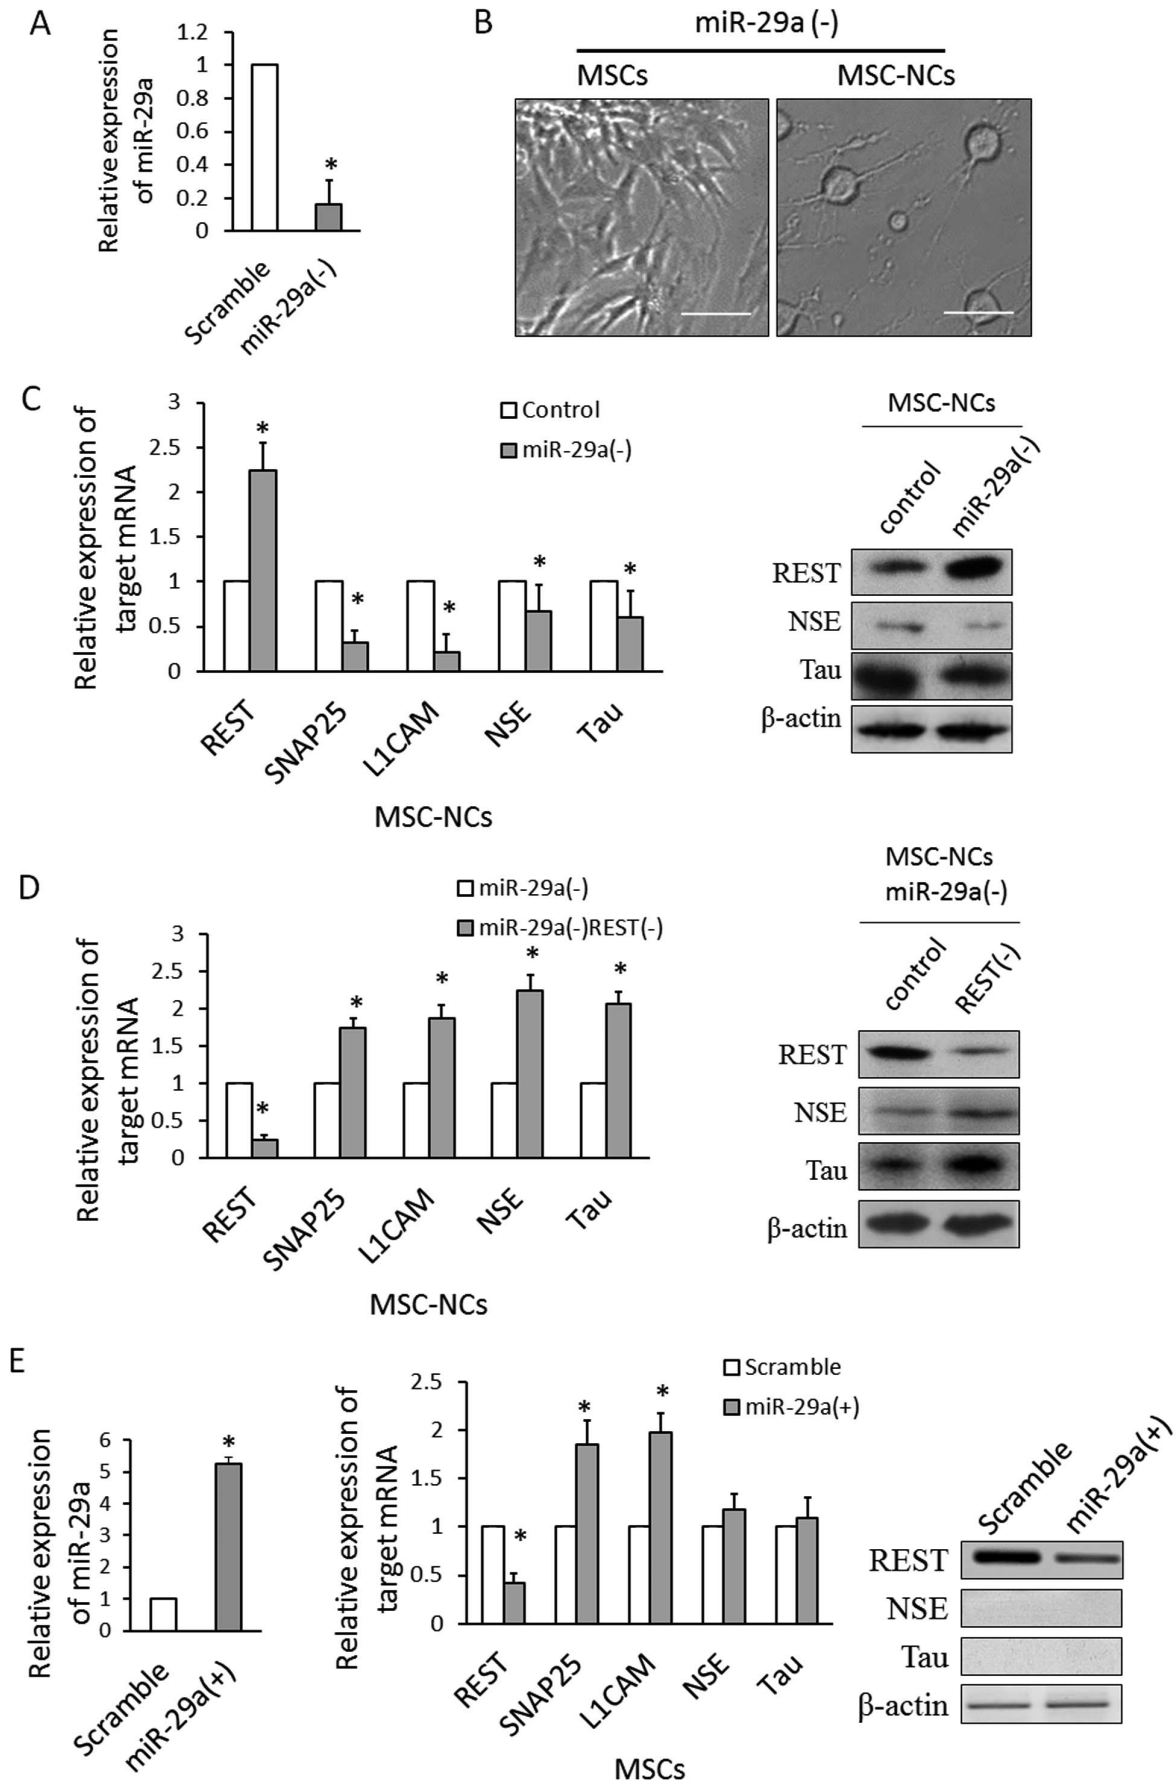 A
Relative expression
of miR-29a
1.2
1
0.8
0.6
0.4
0.2
0
*
Scramble
miR-29a(-)
B
miR-29a (-)
MSCs
MSC-NCs
C
Relative expression of
target mRNA
3
2.5
2
1.5
1
0.5
0
*
*
*
*
*
Control
miR-29a(-)
REST
SNAP25
L1CAM
NSE
Tau
MSC-NCs
MSC-NCs
control
miR-29a(-)
REST
NSE
Tau
β-actin
D
Relative expression of
target mRNA
3
2.5
2
1.5
1
0.5
0
miR-29a(-)
miR-29a(-)REST(-)
*
*
*
*
*
REST
SNAP25
L1CAM
NSE
Tau
MSC-NCs
MSC-NCs
miR-29a(-)
control
REST(-)
REST
NSE
Tau
β-actin
E
Relative expression
of miR-29a
6
5
4
3
2
1
0
*
Scramble
miR-29a(+)
Relative expression of
target mRNA
2.5
2
1.5
1
0.5
0
Scramble
miR-29a(+)
*
*
*
REST
SNAP25
L1CAM
NSE
Tau
MSCs
Scramble
miR-29a(+)
REST
NSE
Tau
β-actin